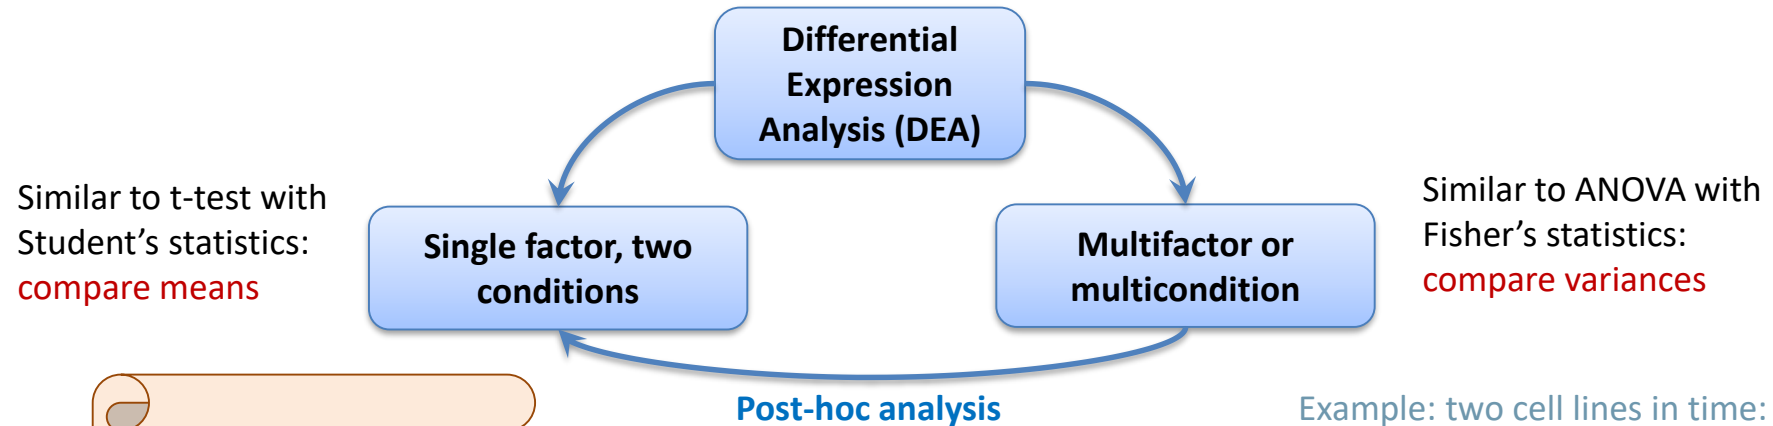 Differential
Expression
Analysis (DEA)
Similar to t-test with
Student's statistics:
compare means
Single factor, two
conditions
Multifactor or
multicondition
Similar to ANOVA with
Fisher's statistics:
compare variances
Post-hoc analysis
Example: two cell lines in time: